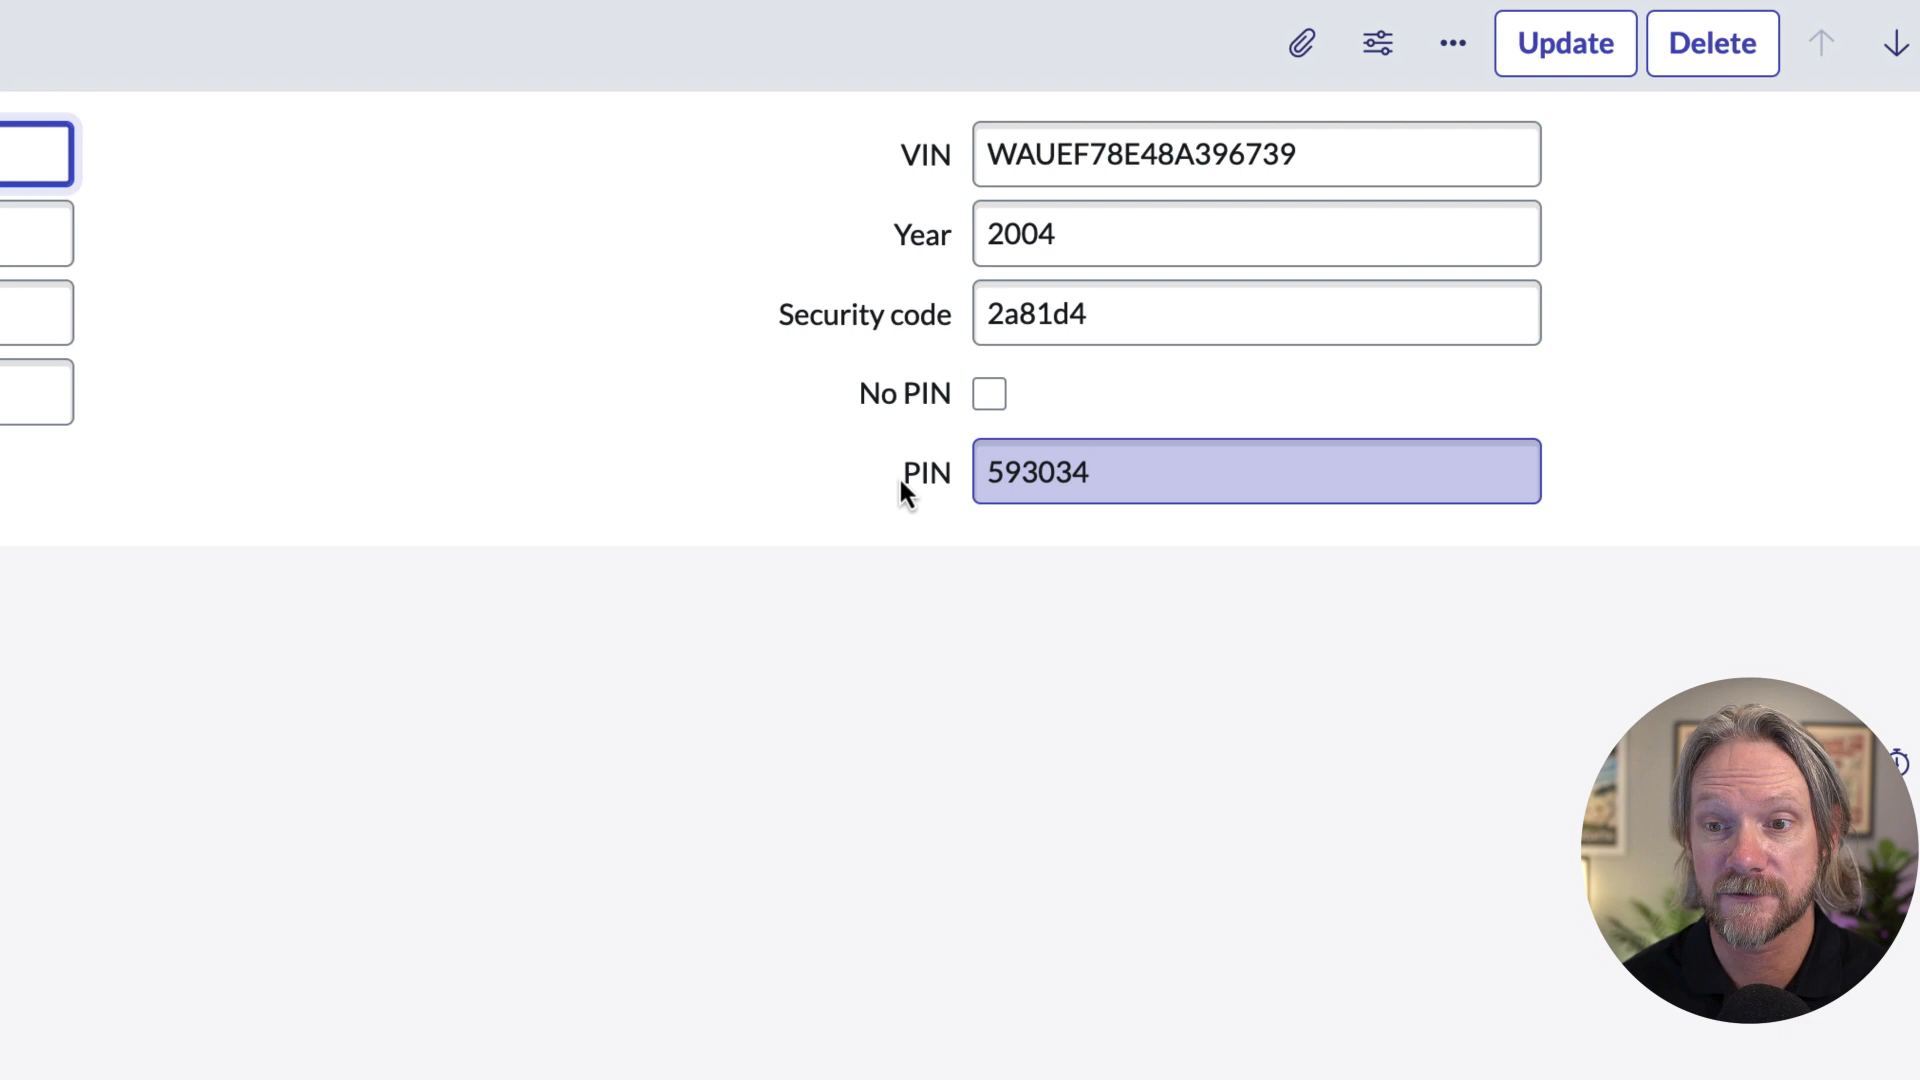 Update Delete
VIN WAUEF78E48A396739
Year 2004
Security code 2a81d4
No PIN
PIN 593034